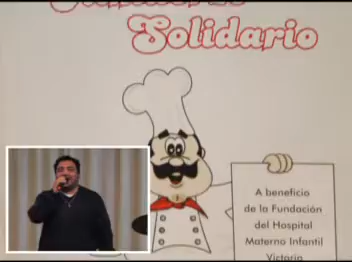 Solidario
A beneficio
de la Fundación
del Hospital
Materno Infantil
Victoria